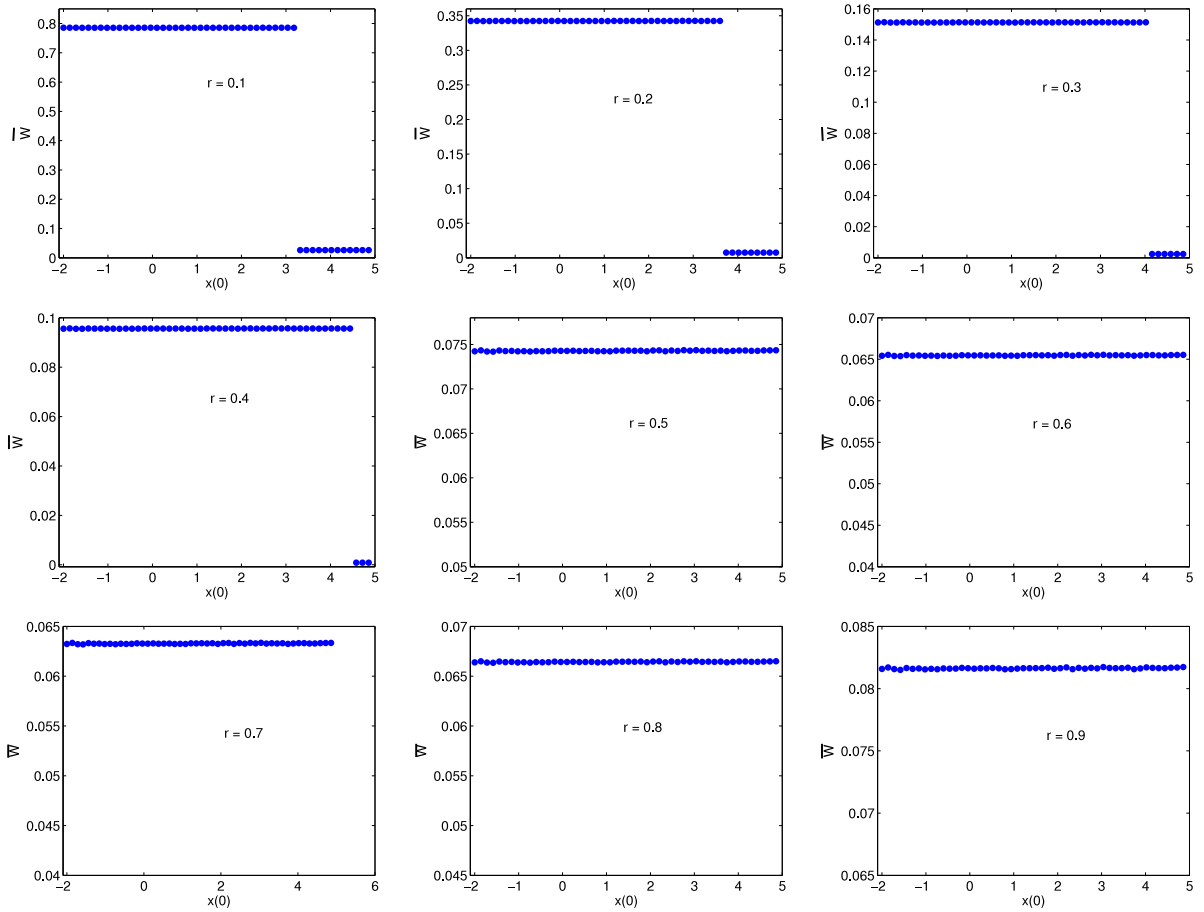 0.8
0.7
0.6
0.5
0.4
0.3
0.2
0.1
0
W̅
r = 0.1
−2 −1 0 1 2 3 4 5
x(0)
0.35
0.3
0.25
0.2
0.15
0.1
0.05
0
W̅
r = 0.2
−2 −1 0 1 2 3 4 5
x(0)
0.16
0.14
0.12
0.1
0.08
0.06
0.04
0.02
0
W̅
r = 0.3
−2 −1 0 1 2 3 4 5
x(0)
0.1
0.08
0.06
0.04
0.02
0
W̅
r = 0.4
−2 −1 0 1 2 3 4 5
x(0)
0.075
0.07
0.065
0.06
0.055
0.05
W̅
r = 0.5
−2 −1 0 1 2 3 4 5
x(0)
0.07
0.065
0.06
0.055
0.05
0.045
0.04
W̅
r = 0.6
−2 −1 0 1 2 3 4 5
x(0)
0.065
0.06
0.055
0.05
0.045
0.04
W̅
r = 0.7
−2 0 2 4 6
x(0)
0.07
0.065
0.06
0.055
0.05
0.045
W̅
r = 0.8
−2 −1 0 1 2 3 4 5
x(0)
0.085
0.08
0.075
0.07
0.065
W̅
r = 0.9
−2 −1 0 1 2 3 4 5
x(0)